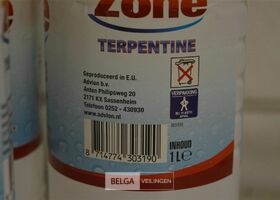 Zone
TERPENTINE
Geproduceerd in E.U.
Advion b.v.
Anton Philipsweg 20
2171 KX Sassenheim
Telefoon 0252 - 430930
www.advion.nl
VERPAKKING
8 714774 303190
INHOUD
1L℮
BELGA VEILINGEN